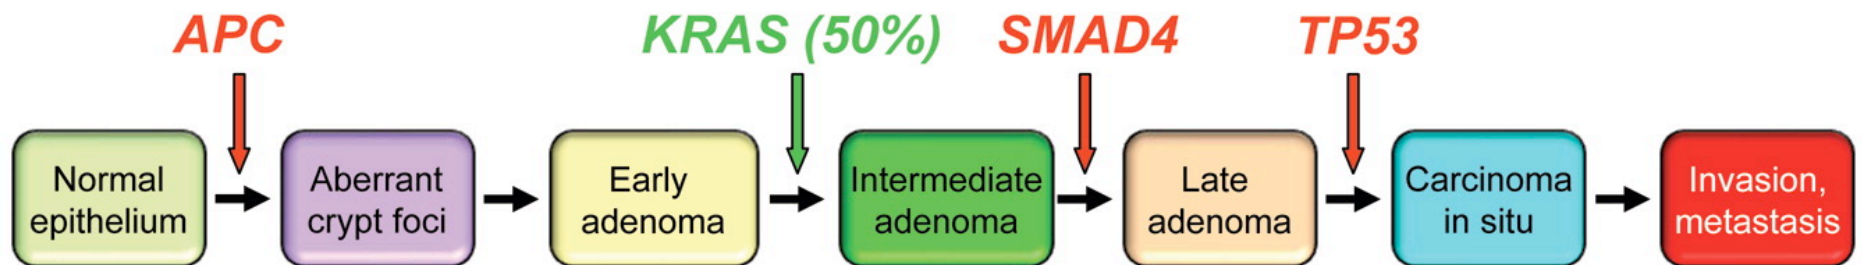 APC
KRAS (50%)
SMAD4
TP53
Normal
epithelium
Aberrant
crypt foci
Early
adenoma
Intermediate
adenoma
Late
adenoma
Carcinoma
in situ
Invasion,
metastasis